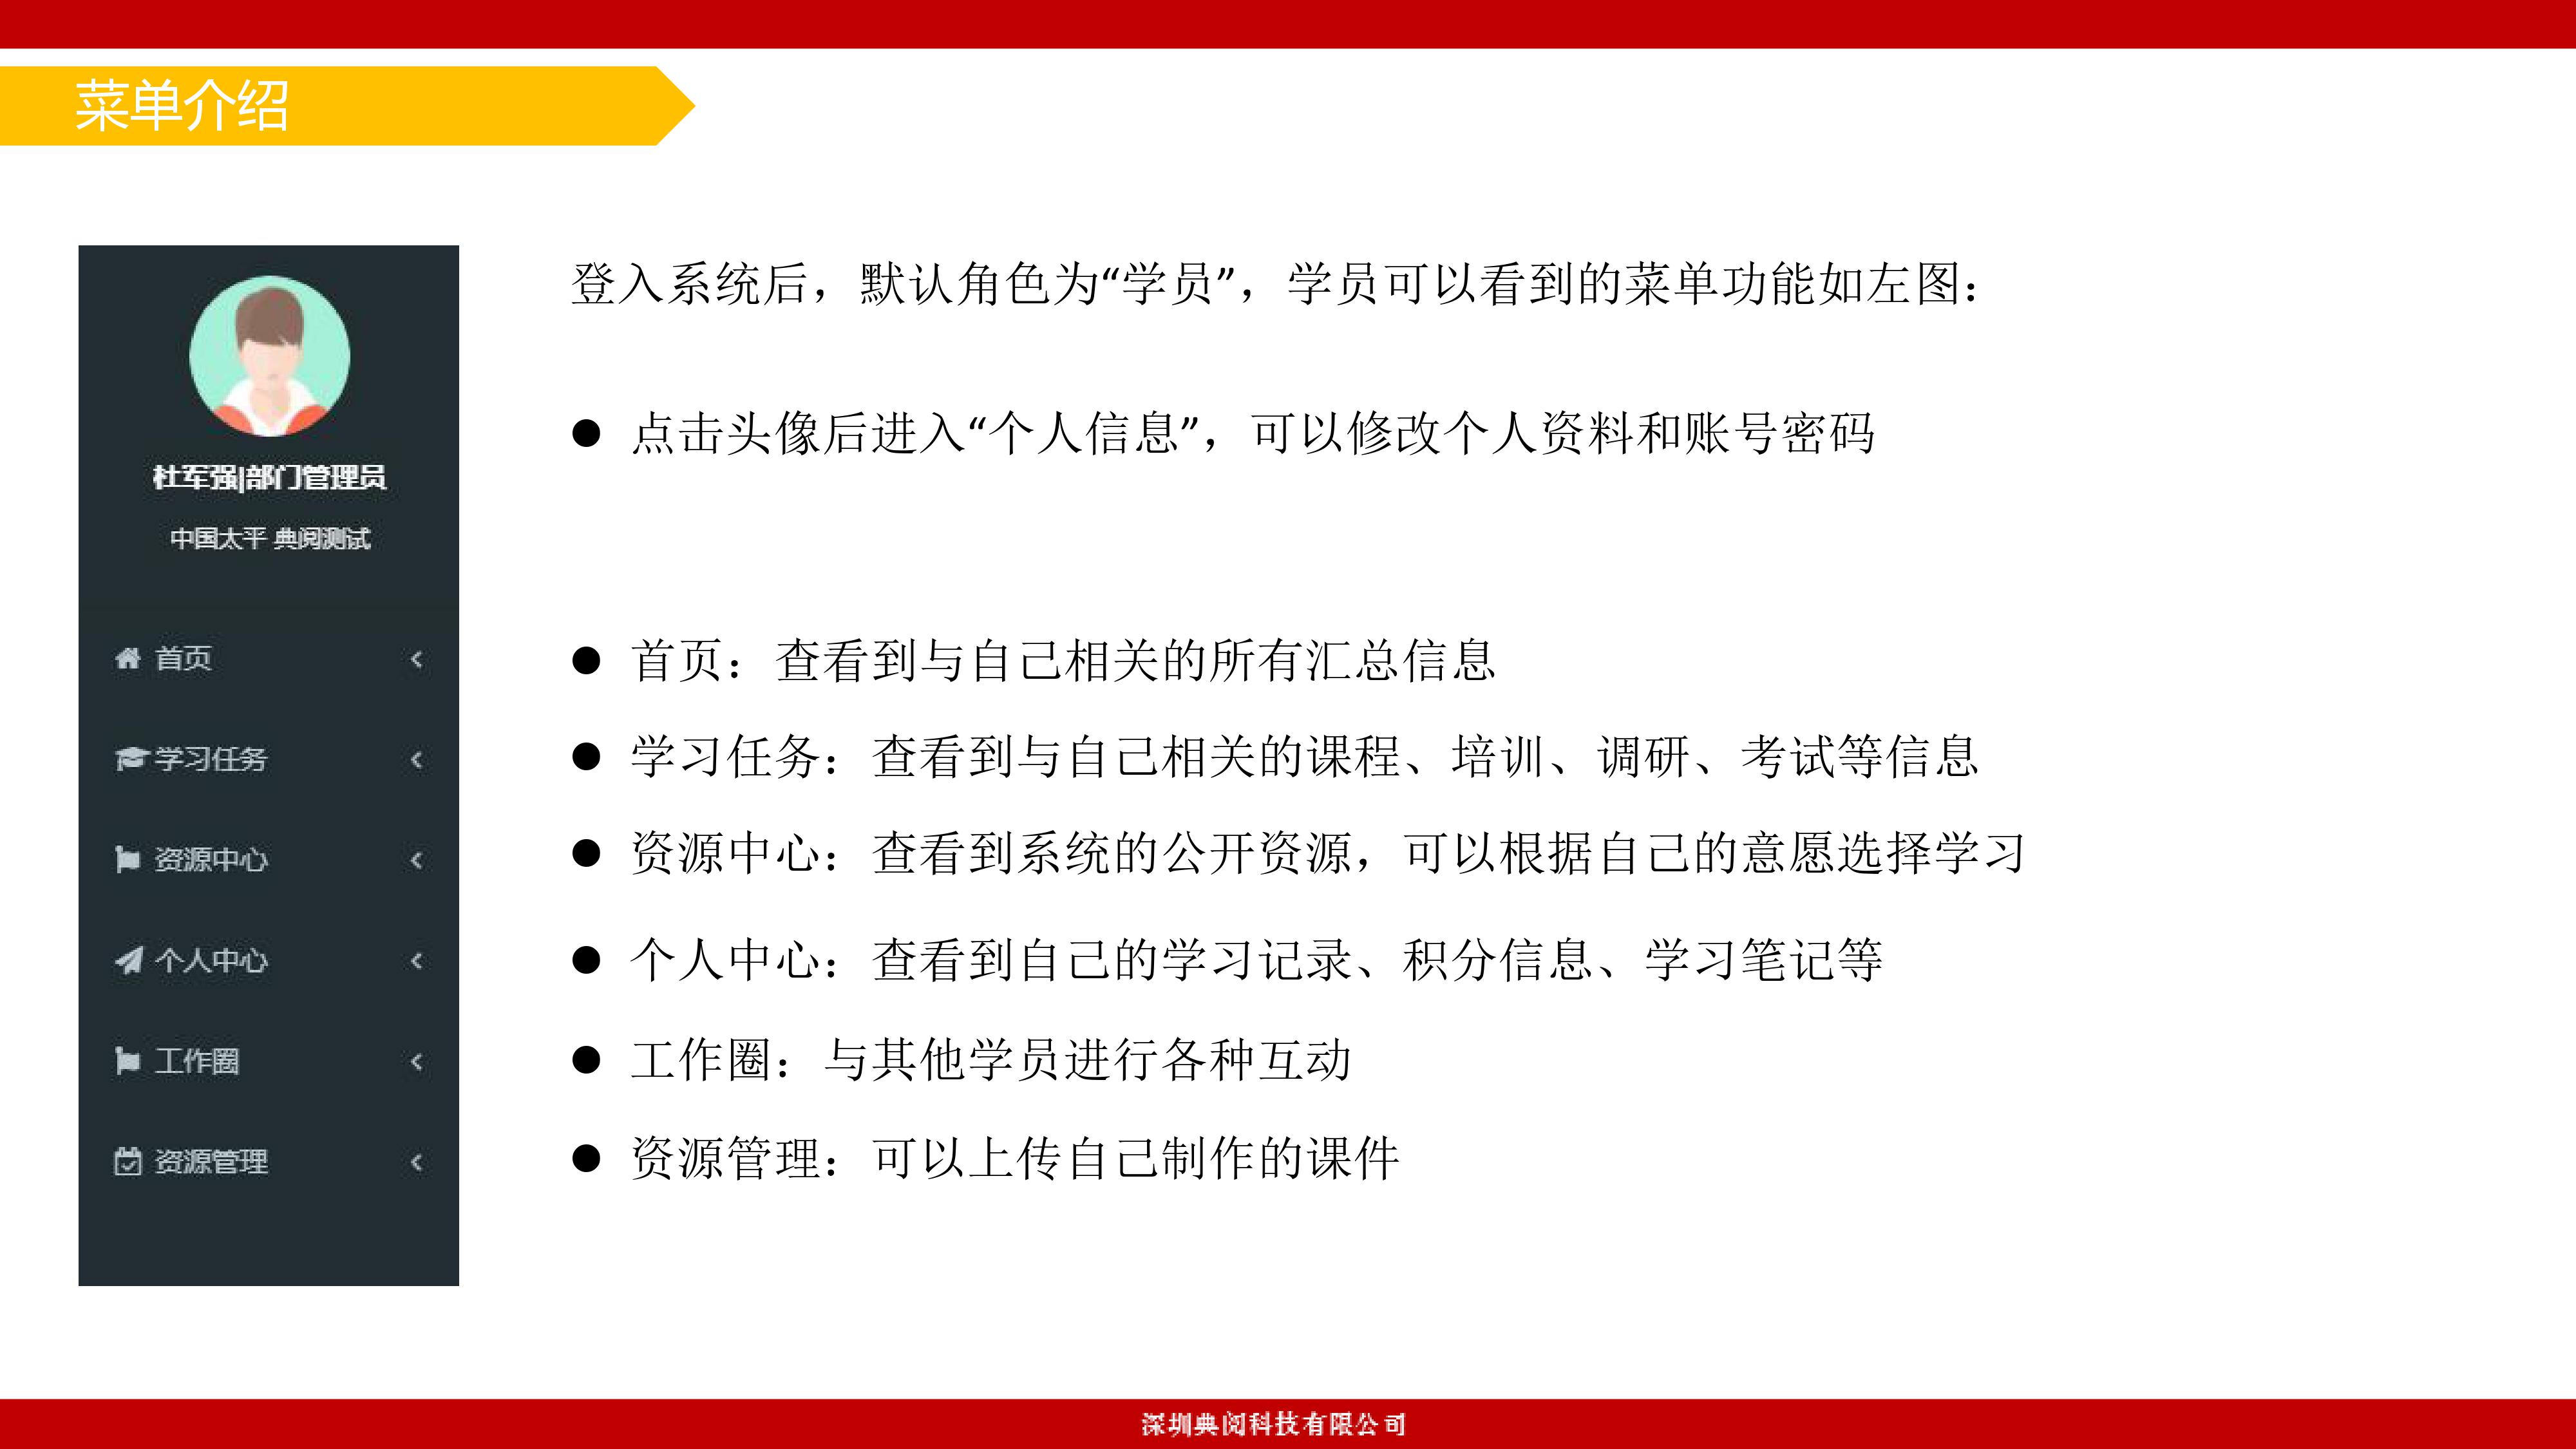 菜单介绍
杜军强|部门管理员
中国太平 典阅测试
首页
学习任务
资源中心
个人中心
工作圈
资源管理
登入系统后，默认角色为“学员”，学员可以看到的菜单功能如左图：
● 点击头像后进入“个人信息”，可以修改个人资料和账号密码
● 首页：查看到与自己相关的所有汇总信息
● 学习任务：查看到与自己相关的课程、培训、调研、考试等信息
● 资源中心：查看到系统的公开资源，可以根据自己的意愿选择学习
● 个人中心：查看到自己的学习记录、积分信息、学习笔记等
● 工作圈：与其他学员进行各种互动
● 资源管理：可以上传自己制作的课件
深圳典阅科技有限公司